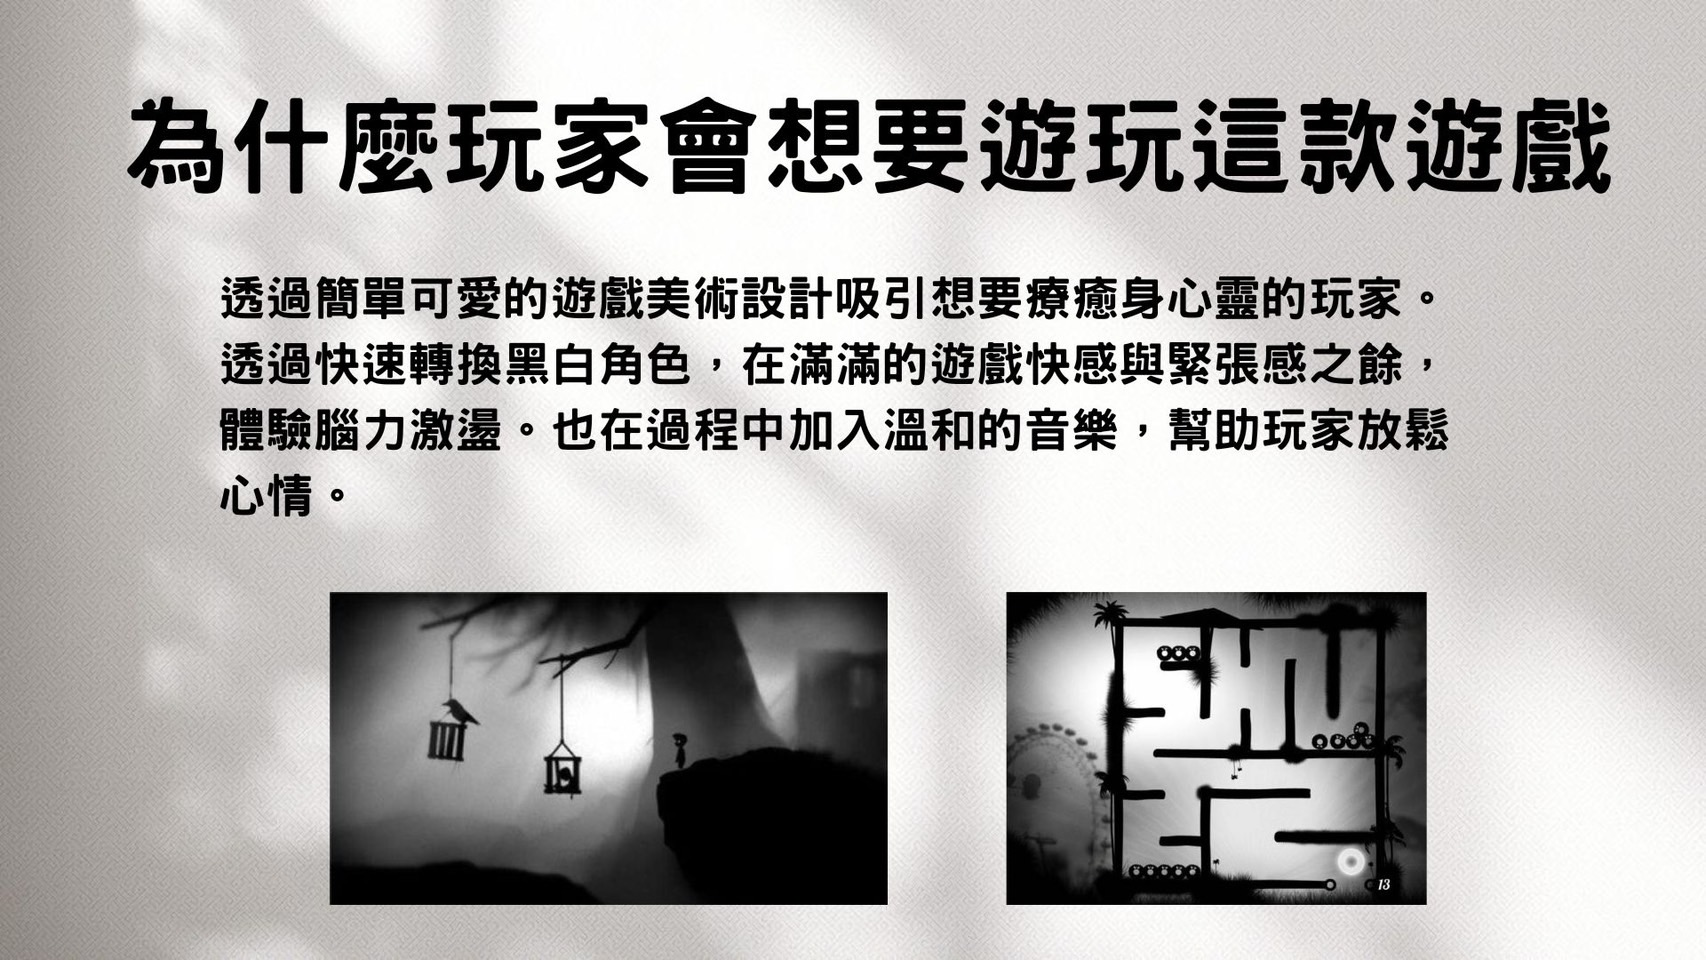 為什麼玩家會想要遊玩這款遊戲
透過簡單可愛的遊戲美術設計吸引想要療癒身心靈的玩家。
透過快速轉換黑白角色，在滿滿的遊戲快感與緊張感之餘，
體驗腦力激盪。也在過程中加入溫和的音樂，幫助玩家放鬆
心情。
13